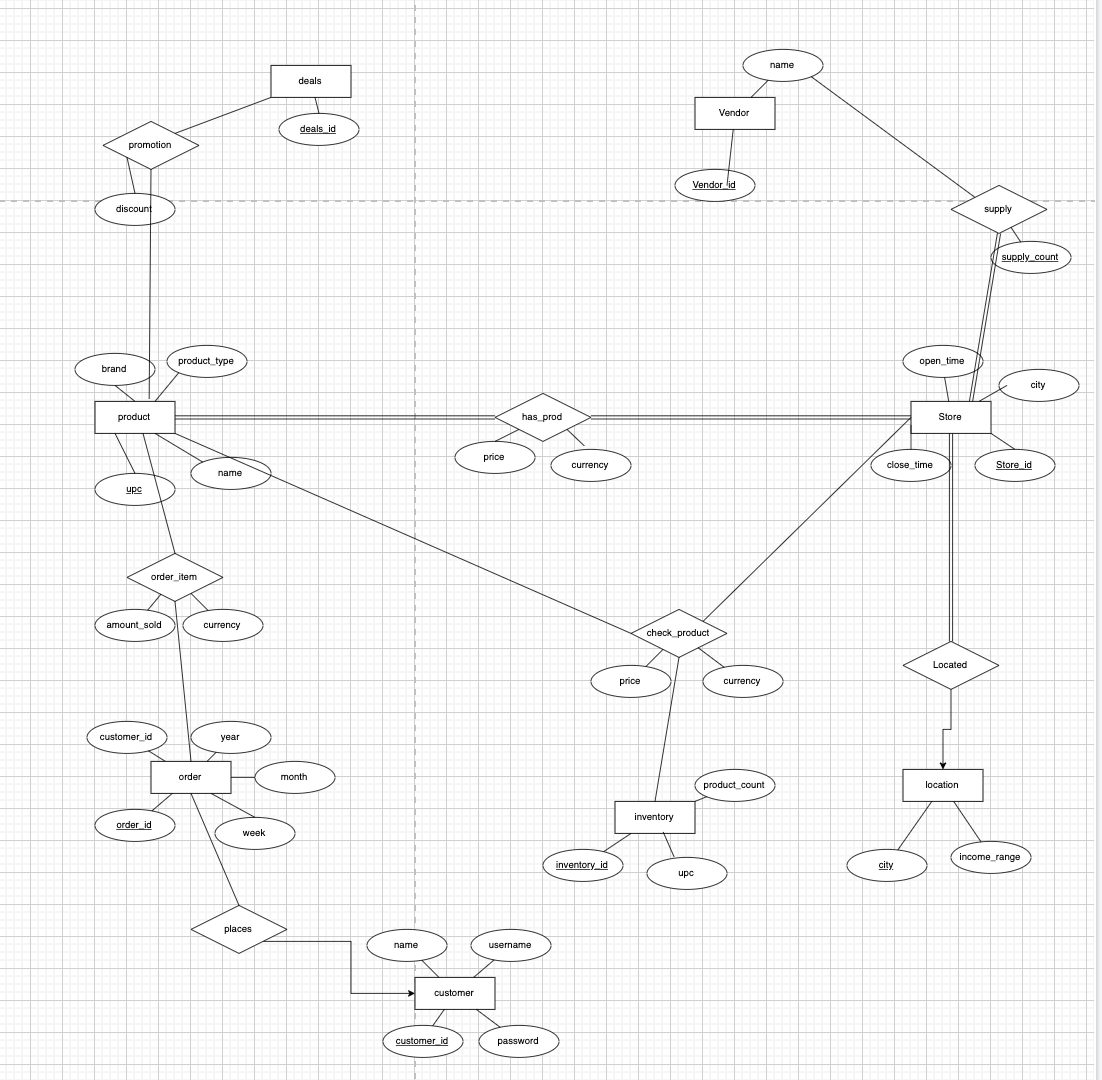 name
deals
Vendor
deals_id
promotion
Vendor_id
discount
supply
supply_count
brand
product_type
open_time
city
product
has_prod
Store
price
currency
close_time
Store_id
name
upc
order_item
amount_sold
currency
check_product
Located
price
currency
customer_id
year
order
month
product_count
location
inventory
order_id
week
inventory_id
upc
city
income_range
places
name
username
customer
customer_id
password